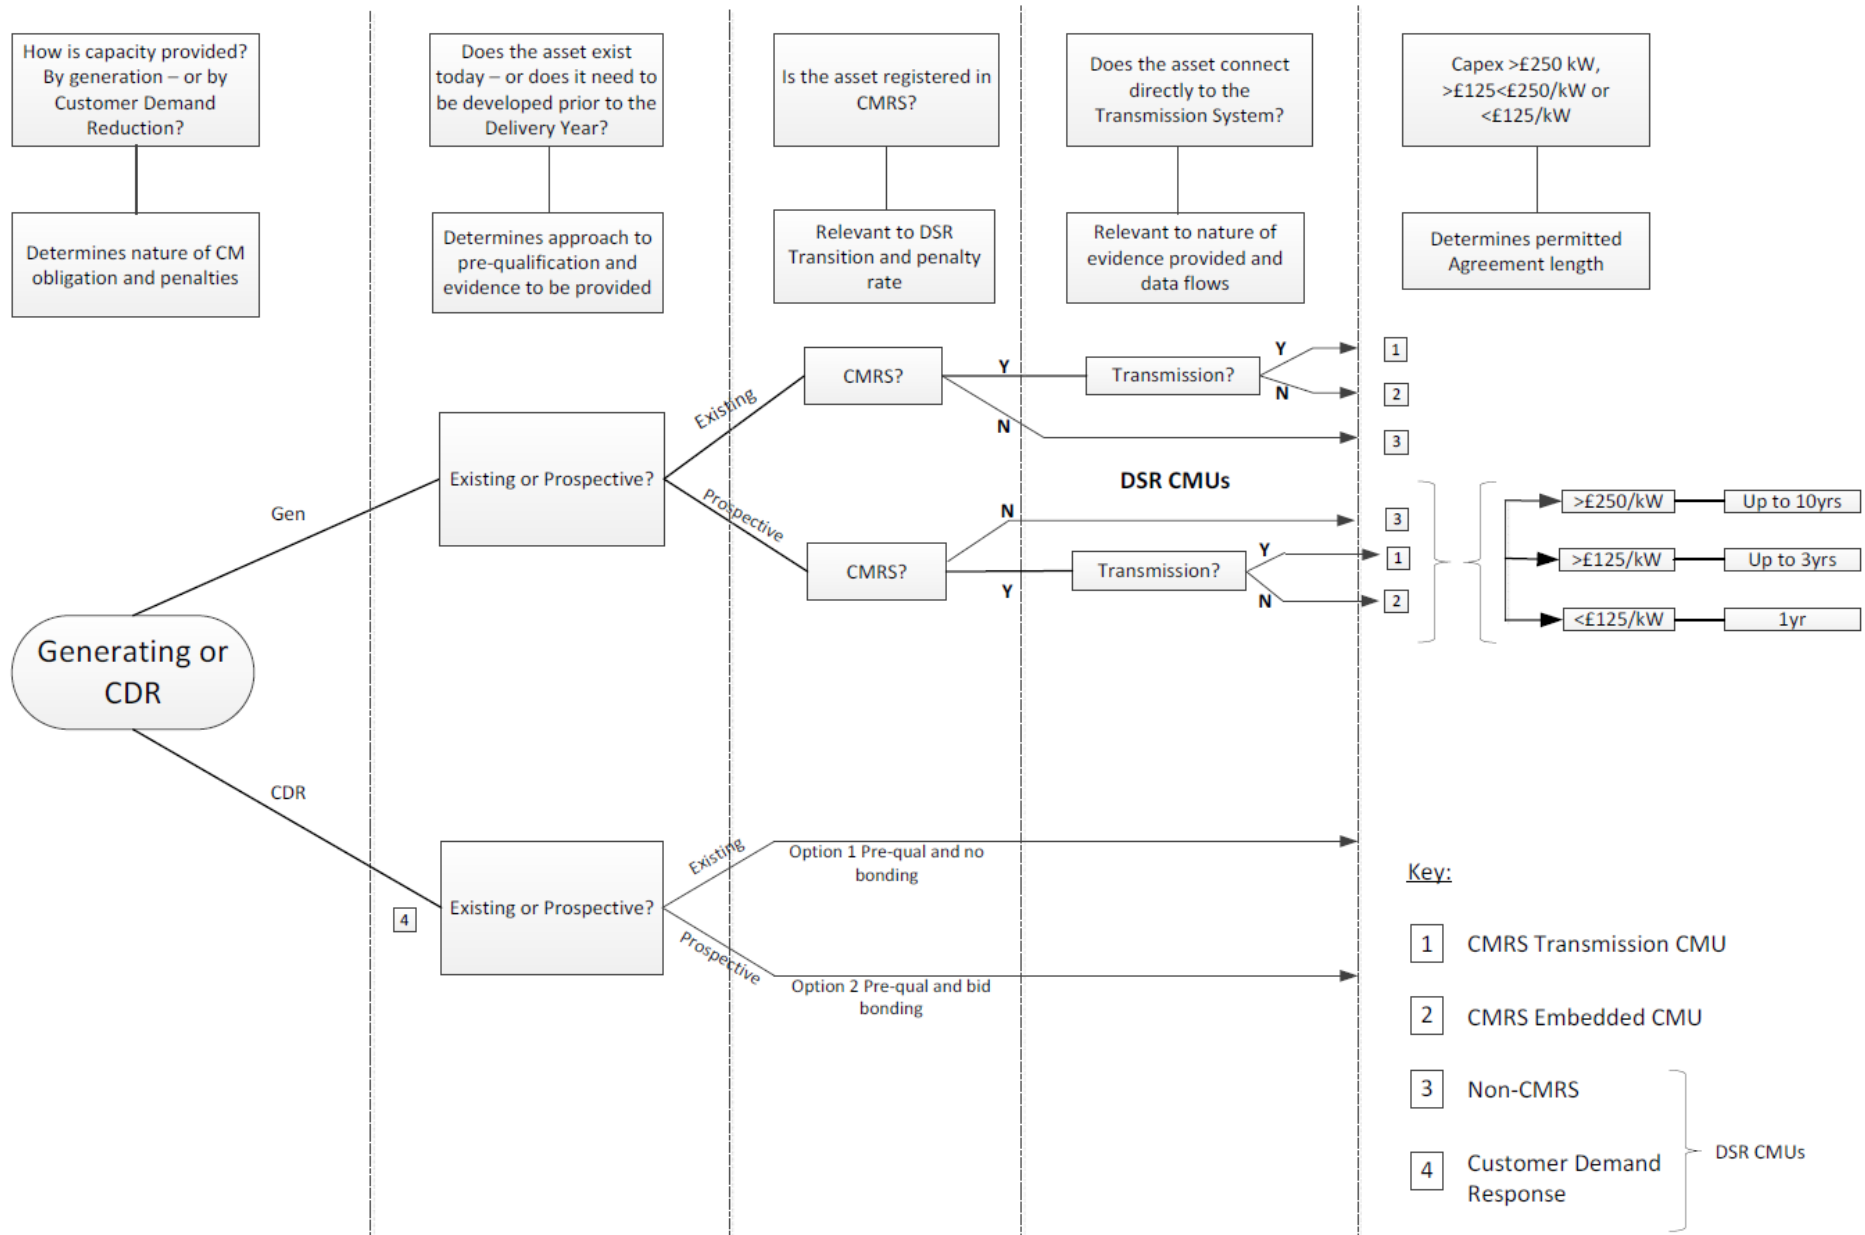 How is capacity provided?
By generation – or by
Customer Demand
Reduction?
Does the asset exist
today – or does it need to
be developed prior to the
Delivery Year?
Is the asset registered in
CMRS?
Does the asset connect
directly to the
Transmission System?
Capex >£250 kW,
>£125<£250/kW or
<£125/kW
Determines nature of CM
obligation and penalties
Determines approach to
pre-qualification and
evidence to be provided
Relevant to DSR
Transition and penalty
rate
Relevant to nature of
evidence provided and
data flows
Determines permitted
Agreement length
Generating or
CDR
Gen
Existing or Prospective?
Existing
CMRS?
Y
Transmission?
Y
1
N
2
N
3
DSR CMUs
Prospective
CMRS?
N
3
Y
Transmission?
Y
1
N
2
>£250/kW
Up to 10yrs
>£125/kW
Up to 3yrs
<£125/kW
1yr
CDR
4
Existing or Prospective?
Existing
Option 1 Pre-qual and no
bonding
Prospective
Option 2 Pre-qual and bid
bonding
Key:
1
CMRS Transmission CMU
2
CMRS Embedded CMU
3
Non-CMRS
4
Customer Demand
Response
DSR CMUs